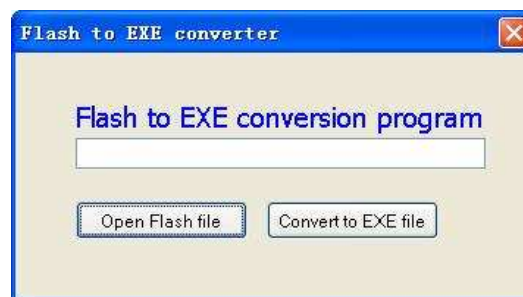 Flash to EXE converter
Flash to EXE conversion program
Open Flash file
Convert to EXE file